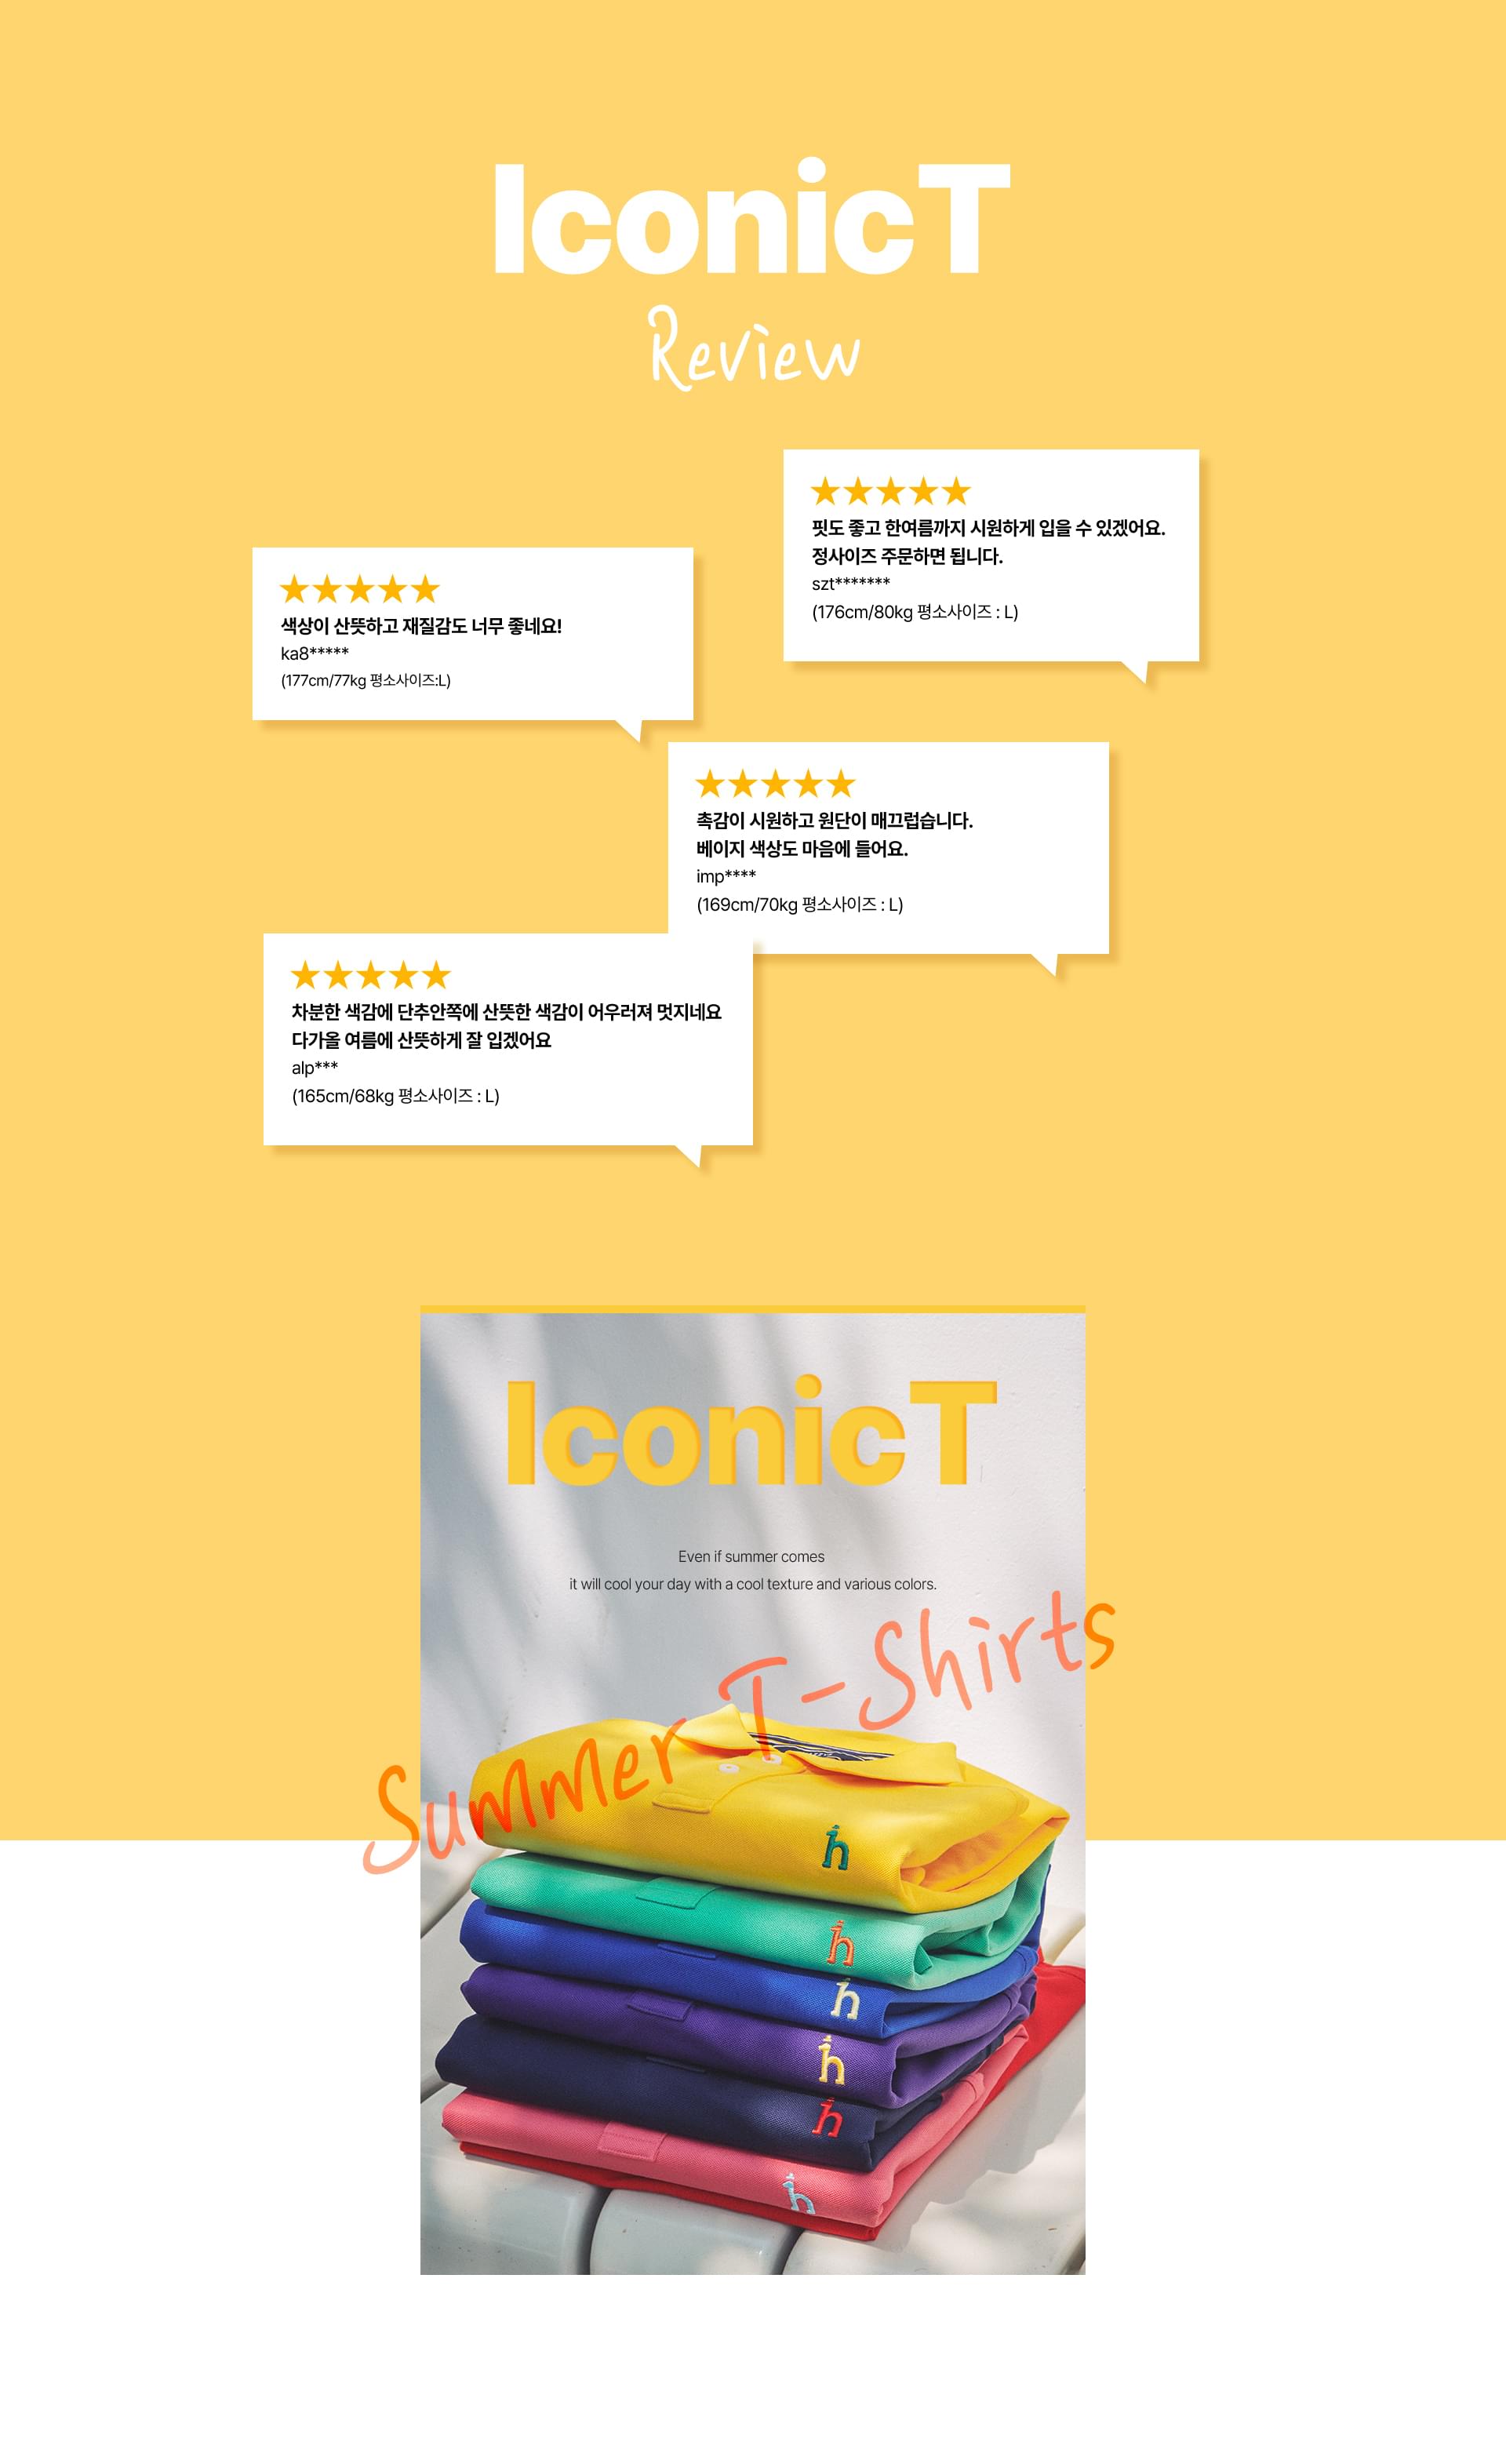 IconicT
Review
★★★★★
핏도 좋고 한여름까지 시원하게 입을 수 있겠어요.
정사이즈 주문하면 됩니다.
szt*******
(176cm/80kg 평소사이즈 : L)
★★★★★
색상이 산뜻하고 재질감도 너무 좋네요!
ka8*****
(177cm/77kg 평소사이즈:L)
★★★★★
촉감이 시원하고 원단이 매끄럽습니다.
베이지 색상도 마음에 들어요.
imp****
(169cm/70kg 평소사이즈 : L)
★★★★★
차분한 색감에 단추안쪽에 산뜻한 색감이 어우러져 멋지네요
다가올 여름에 산뜻하게 잘 입겠어요
alp***
(165cm/68kg 평소사이즈 : L)
IconicT
Even if summer comes
it will cool your day with a cool texture and various colors.
Summer T-Shirts
h
h
h
h
h
h